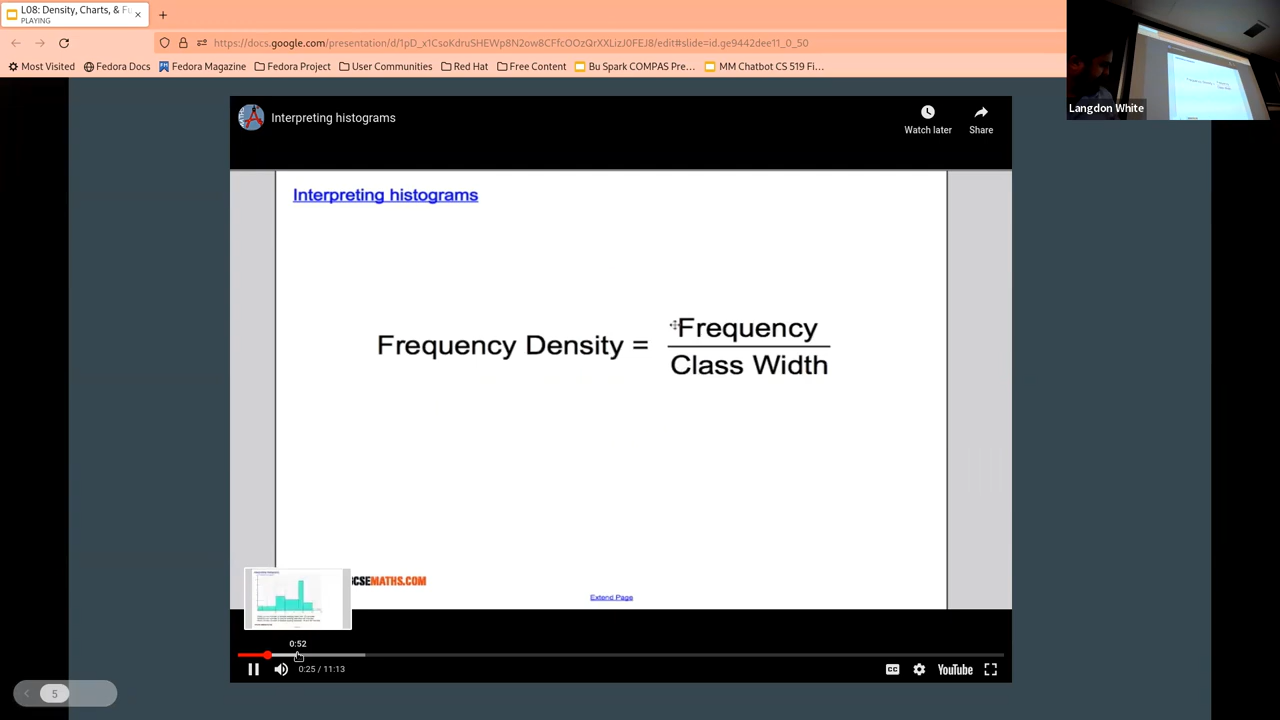 L08: Density, Charts, & Fu
PLAYING
https://docs.google.com/presentation/d/1pD_x1CsoKdruSHEWp8N2ow8CFfcOOzQrXXLizJ0FEJ8/edit#slide=id.ge9442dee11_0_50
Most Visited Fedora Docs Fedora Magazine Fedora Project User Communities Red Hat Free Content Bu Spark COMPAS Pre… MM Chatbot CS 519 Fi…
Langdon White
Interpreting histograms
Watch later
Share
Interpreting histograms
Frequency Density = Frequency
Class Width
CSEMATHS.COM
Extend Page
0:52
0:25 / 11:13
CC
YouTube
5